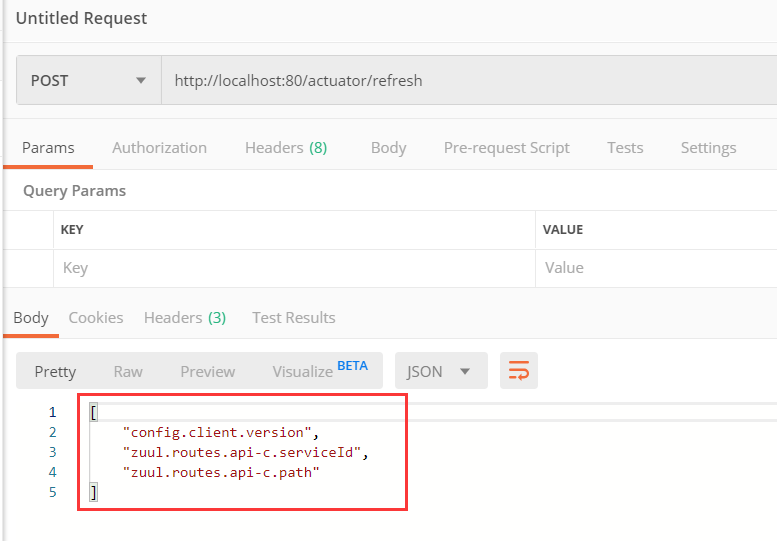 Untitled Request
POST http://localhost:80/actuator/refresh
Params Authorization Headers (8) Body Pre-request Script Tests Settings
Query Params
KEY VALUE
Key Value
Body Cookies Headers (3) Test Results
Pretty Raw Preview Visualize BETA JSON
1 [
2 "config.client.version",
3 "zuul.routes.api-c.serviceId",
4 "zuul.routes.api-c.path"
5 ]